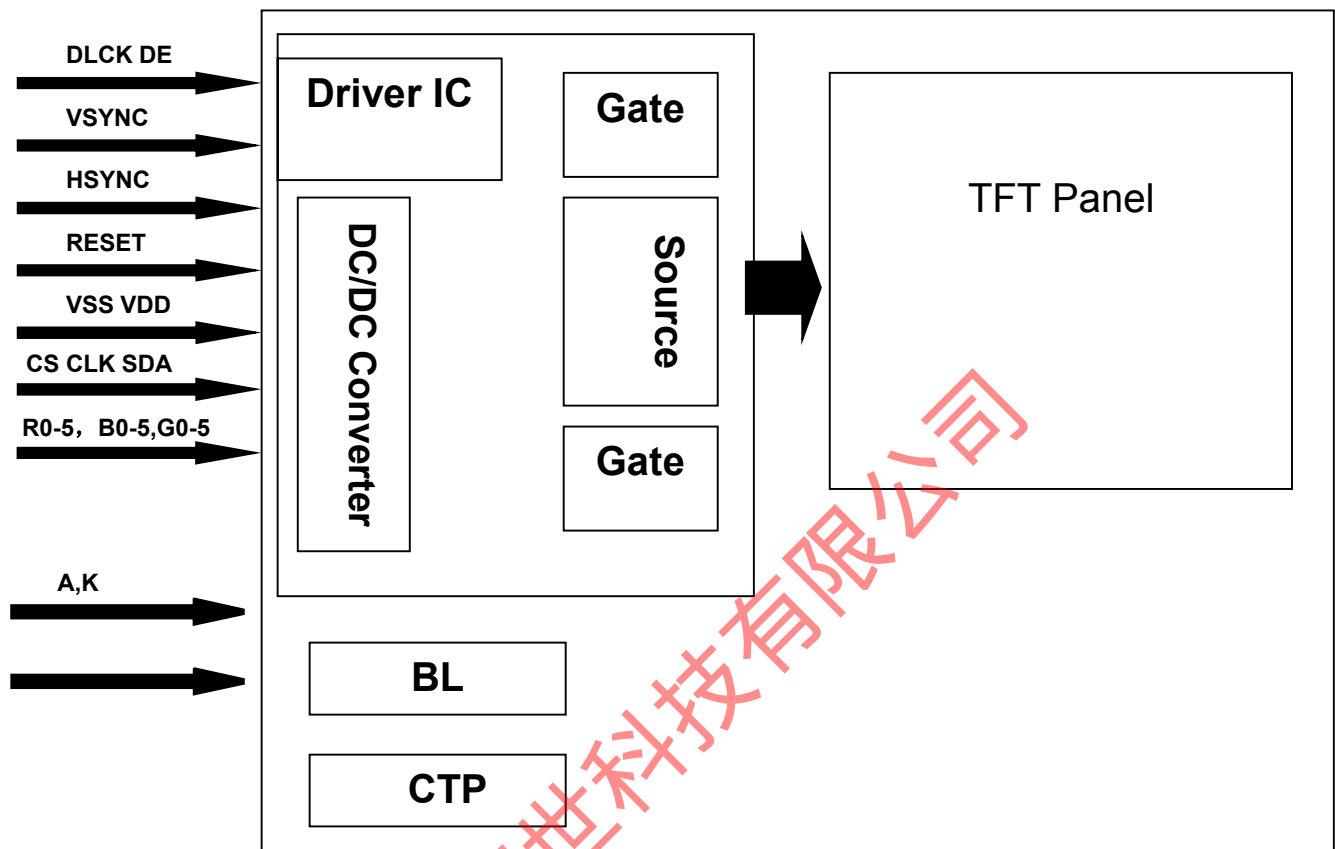 DLCK DE
VSYNC
HSYNC
RESET
VSS VDD
CS CLK SDA
R0-5，B0-5,G0-5
A,K
Driver IC
DC/DC Converter
Gate
Source
Gate
TFT Panel
BL
CTP
世科技有限公司